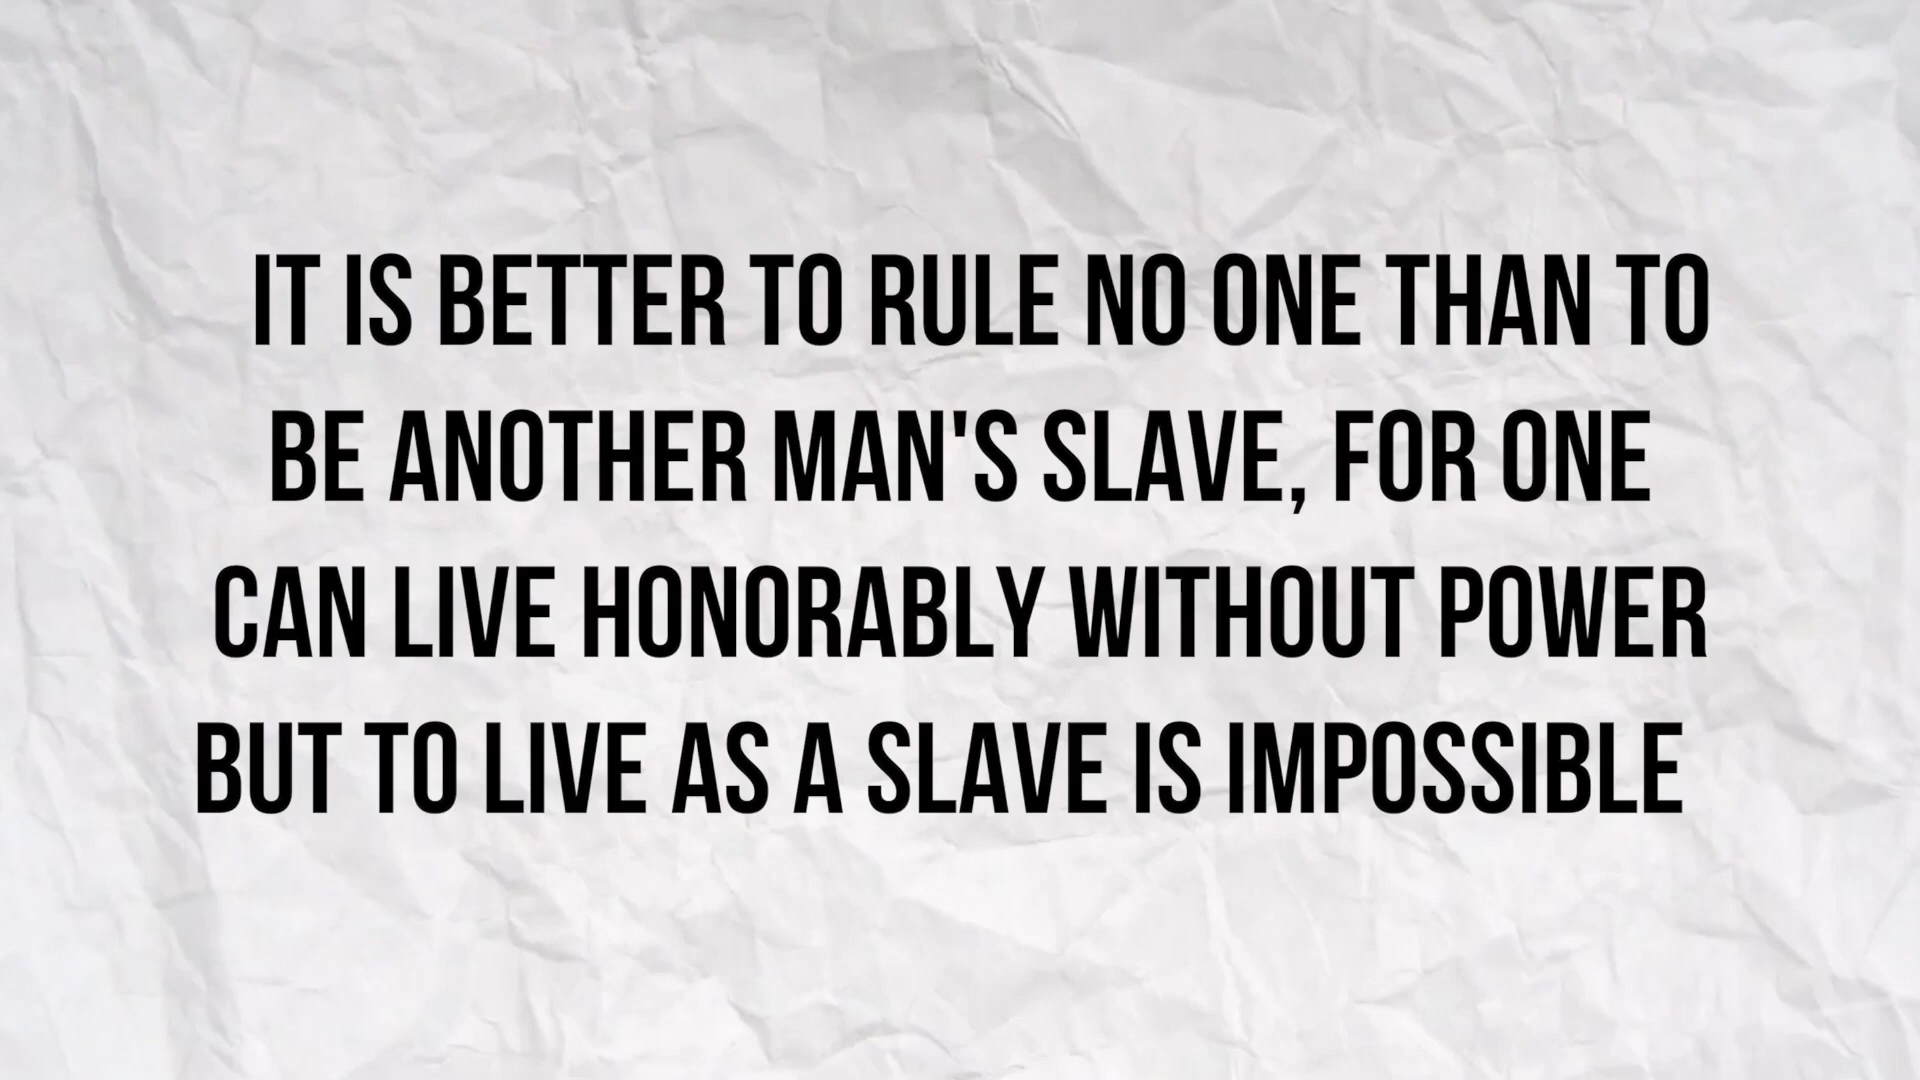 IT IS BETTER TO RULE NO ONE THAN TO
BE ANOTHER MAN'S SLAVE, FOR ONE
CAN LIVE HONORABLY WITHOUT POWER
BUT TO LIVE AS A SLAVE IS IMPOSSIBLE